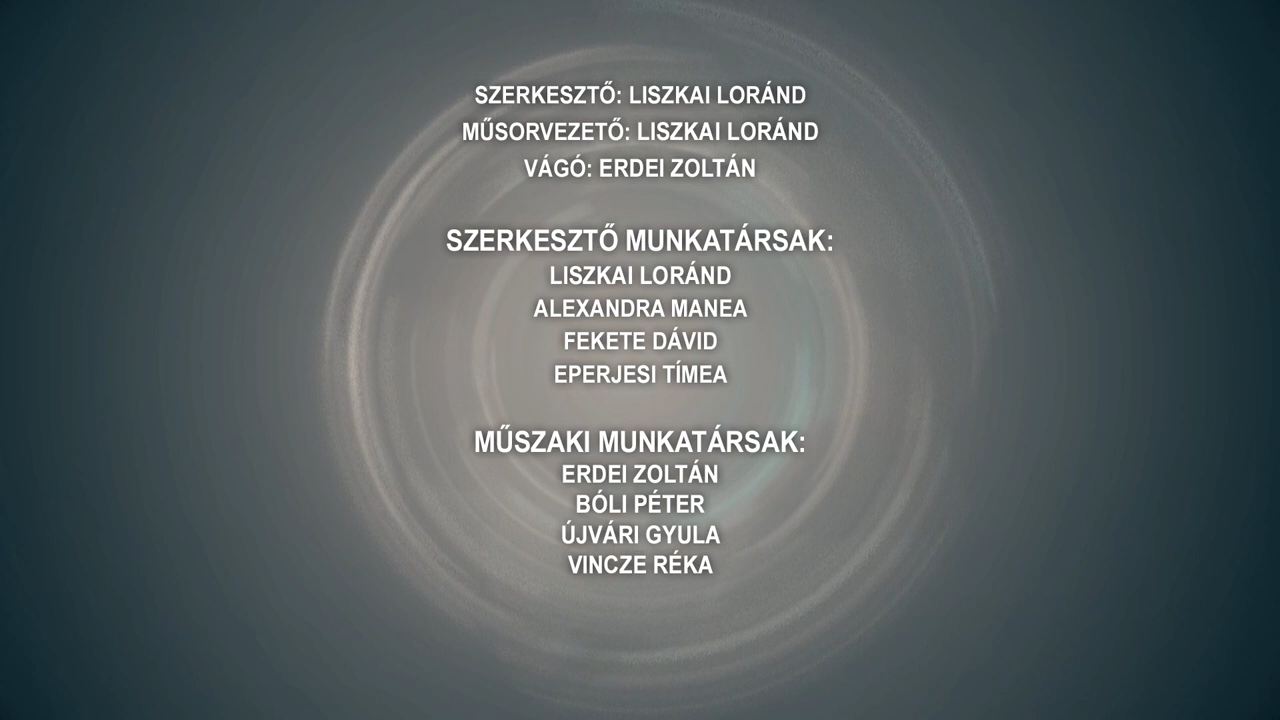 SZERKESZTŐ: LISZKAI LORÁND
MŰSORVEZETŐ: LISZKAI LORÁND
VÁGÓ: ERDEI ZOLTÁN
SZERKESZTŐ MUNKATÁRSAK:
LISZKAI LORÁND
ALEXANDRA MANEA
FEKETE DÁVID
EPERJESI TÍMEA
MŰSZAKI MUNKATÁRSAK:
ERDEI ZOLTÁN
BÓLI PÉTER
ÚJVÁRI GYULA
VINCZE RÉKA